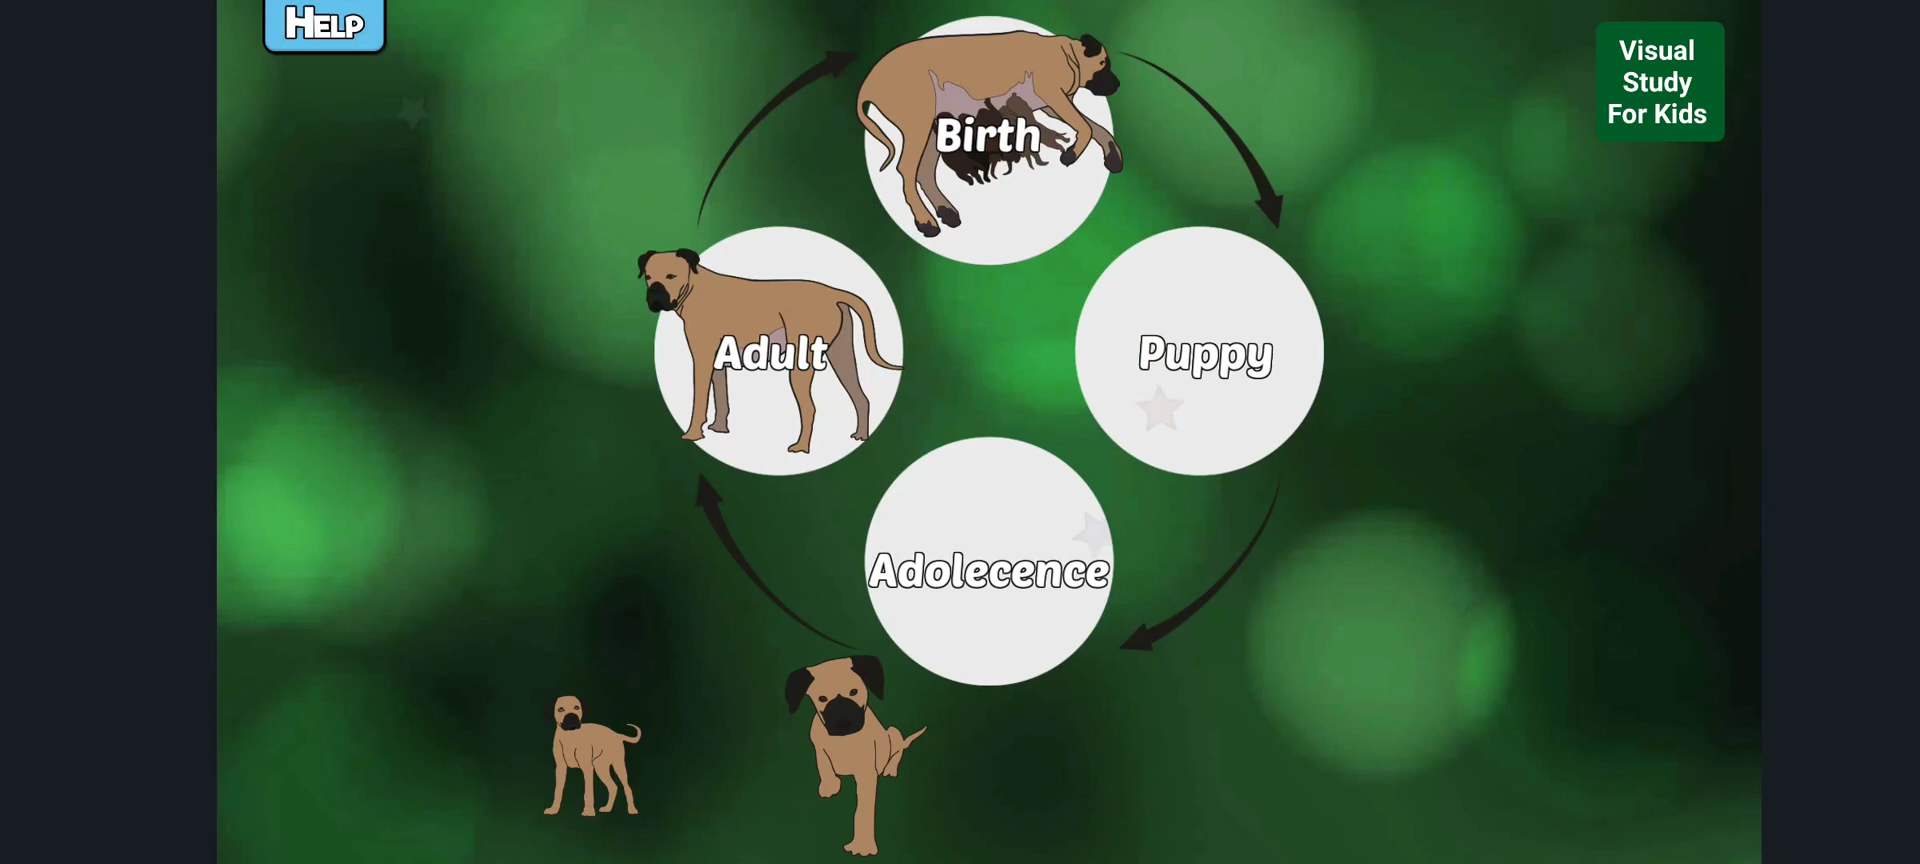 HELP
Visual
Study
For Kids
Birth
Adult
Puppy
Adolecence